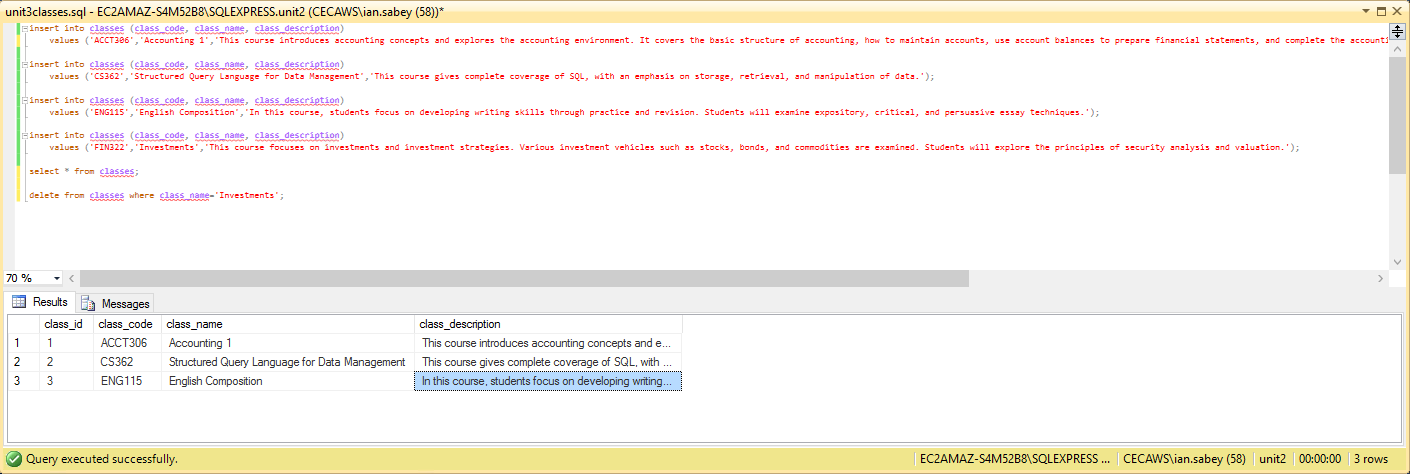 unit3classes.sql - EC2AMAZ-S4M52B8\SQLEXPRESS.unit2 (CECAWS\ian.sabey (58))*
insert into classes (class_code, class_name, class_description)
values ('ACCT306','Accounting 1','This course introduces accounting concepts and explores the accounting environment. It covers the basic structure of accounting, how to maintain accounts, use account balances to prepare financial statements, and complete the accounti
insert into classes (class_code, class_name, class_description)
values ('CS362','Structured Query Language for Data Management','This course gives complete coverage of SQL, with an emphasis on storage, retrieval, and manipulation of data.');
insert into classes (class_code, class_name, class_description)
values ('ENG115','English Composition','In this course, students focus on developing writing skills through practice and revision. Students will examine expository, critical, and persuasive essay techniques.');
insert into classes (class_code, class_name, class_description)
values ('FIN322','Investments','This course focuses on investments and investment strategies. Various investment vehicles such as stocks, bonds, and commodities are examined. Students will explore the principles of security analysis and valuation.');
select * from classes;
delete from classes where class_name='Investments';
70 %
Results Messages
class_id class_code class_name class_description
1 1 ACCT306 Accounting 1 This course introduces accounting concepts and e...
2 2 CS362 Structured Query Language for Data Management This course gives complete coverage of SQL, with ...
3 3 ENG115 English Composition In this course, students focus on developing writing...
Query executed successfully. EC2AMAZ-S4M52B8\SQLEXPRESS ... CECAWS\ian.sabey (58) unit2 00:00:00 3 rows